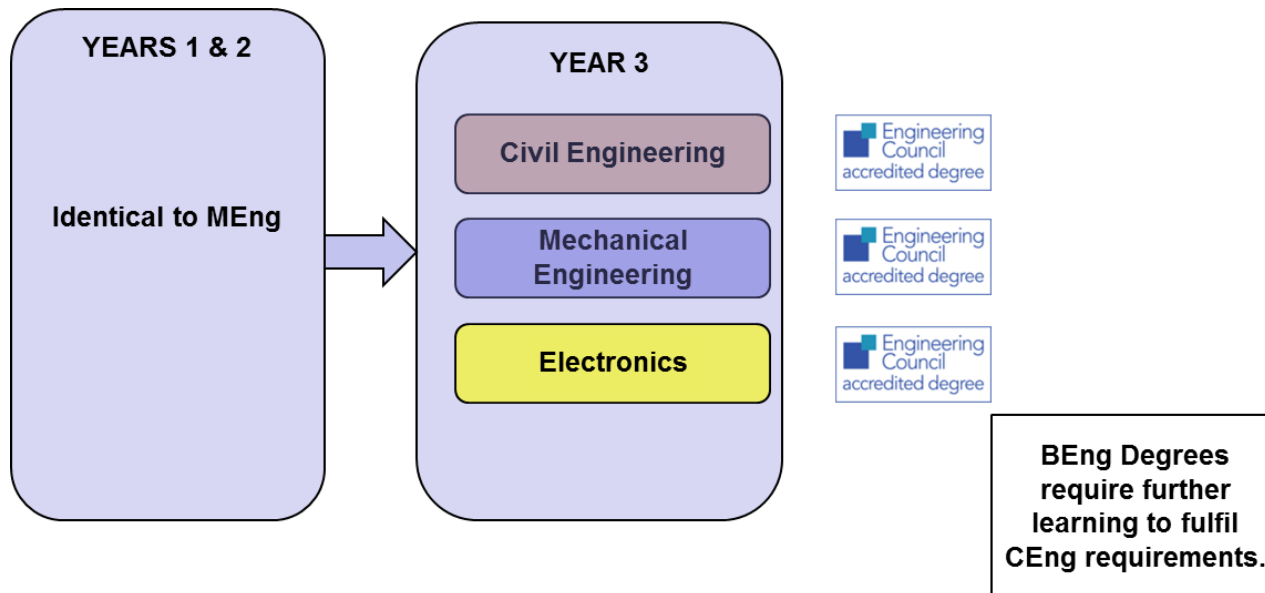 YEARS 1 & 2
Identical to MEng
YEAR 3
Civil Engineering
Mechanical
Engineering
Electronics
Engineering
Council
accredited degree
Engineering
Council
accredited degree
Engineering
Council
accredited degree
BEng Degrees
require further
learning to fulfil
CEng requirements.